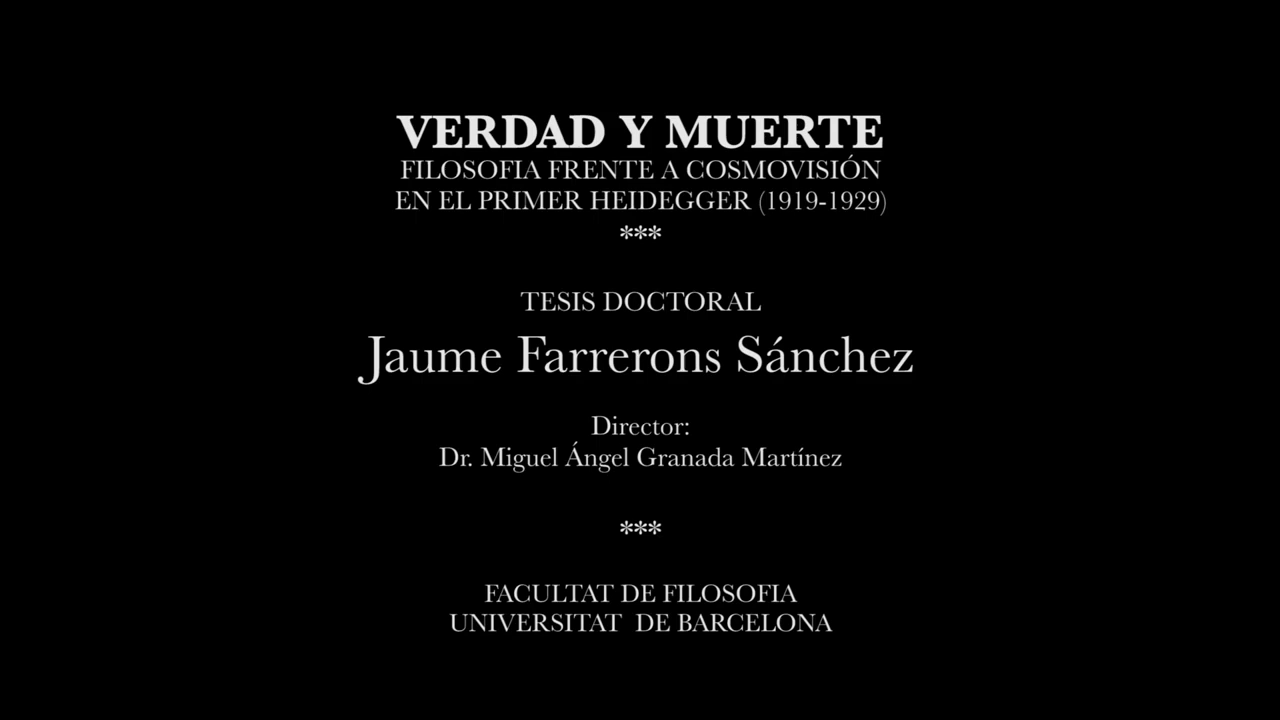 VERDAD Y MUERTE
FILOSOFIA FRENTE A COSMOVISIÓN
EN EL PRIMER HEIDEGGER (1919-1929)
***
TESIS DOCTORAL
Jaume Farrerons Sánchez
Director:
Dr. Miguel Ángel Granada Martínez
***
FACULTAT DE FILOSOFIA
UNIVERSITAT DE BARCELONA